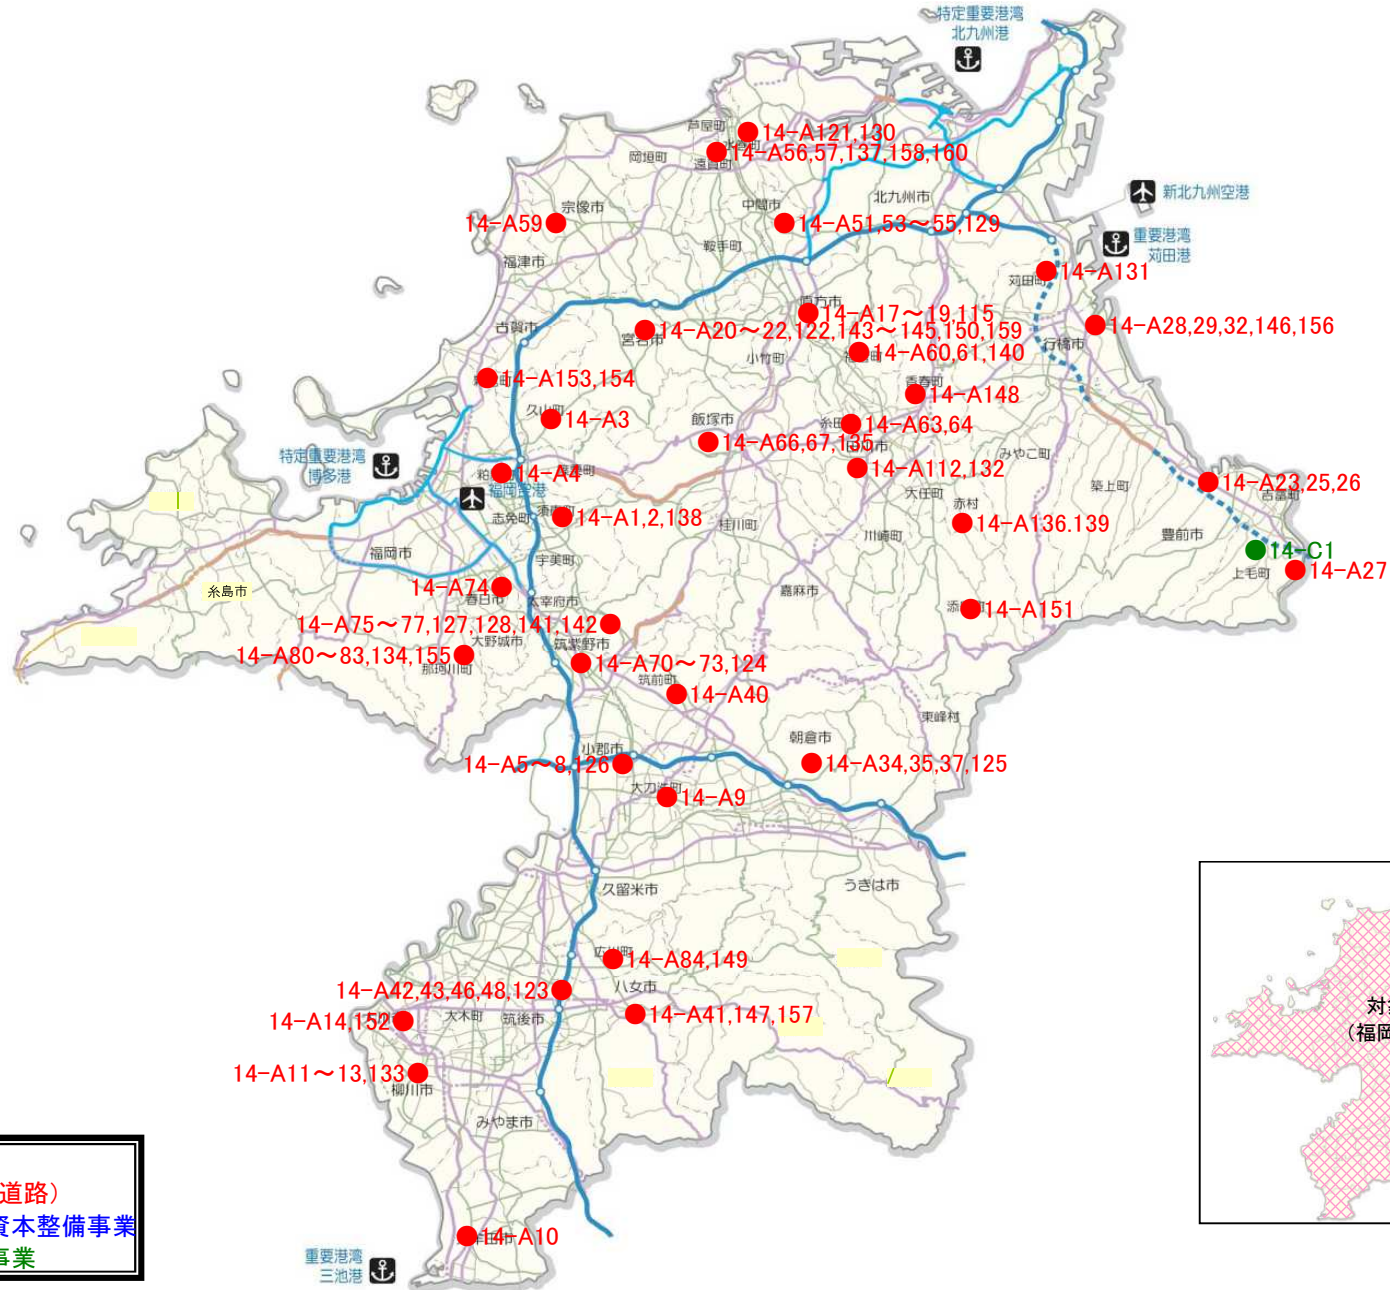 特定重要港湾
北九州港
芦屋町
14-A121,130
水巻町
14-A56,57,137,158,160
岡垣町
遠賀町
北九州市
新北九州空港
宗像市
中間市
14-A59
14-A51,53～55,129
重要港湾
苅田港
鞍手町
福津市
14-A131
苅田町
直方市
14-A17～19,115
古賀市
14-A20～22,122,143～145,150,159
14-A28,29,32,146,156
宮若市
行橋市
小竹町
14-A60,61,140
14-A153,154
香春町
14-A148
久山町
14-A3
飯塚市
糸田
14-A63,64
14-A66,67,135
特定重要港湾
博多港
みやこ町
14-A4
14-A112,132
福岡空港
14-A23,25,26
吉富町
築上町
大任町
赤村
志免町
14-A1,2,138
桂川町
14-A136.139
川崎町
豊前市
福岡市
宇美町
14-C1
上毛町
14-A27
糸島市
14-A74
春日市
太宰府市
嘉麻市
14-A151
14-A75～77,127,128,141,142
大野城市
筑紫野市
14-A80～83,134,155
14-A70～73,124
那珂川町
筑前町
14-A40
東峰村
朝倉市
小郡市
14-A5～8,126
14-A34,35,37,125
大刀洗町
14-A9
久留米市
うきは市
広川町
14-A84,149
14-A42,43,46,48,123
八女市
14-A14,152
大木町
筑後市
14-A41,147,157
14-A11～13,133
柳川市
みやま市
14-A10
重要港湾
三池港
道路）
資本整備事業
事業
（福岡